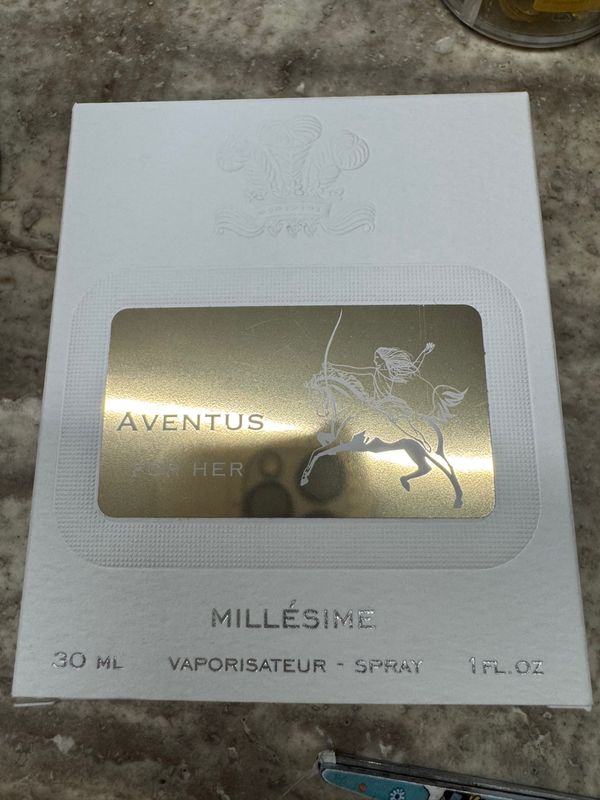 AVENTUS
FOR HER
MILLÉSIME
30 ML VAPORISATEUR - SPRAY 1 FL.OZ